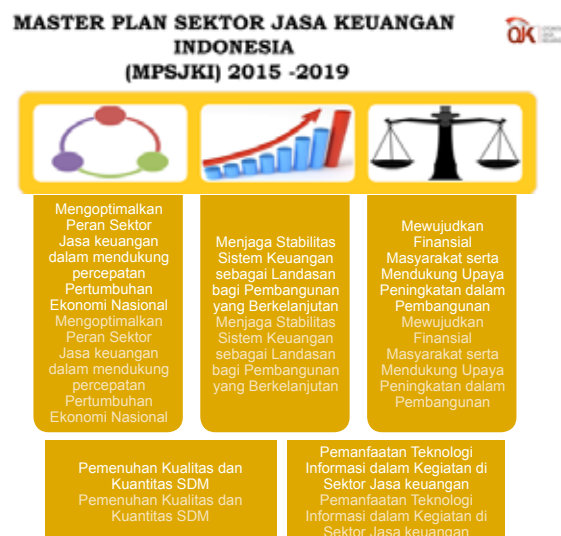 MASTER PLAN SEKTOR JASA KEUANGAN
INDONESIA
(MPSJKI) 2015 -2019
OJK
Mengoptimalkan
Peran Sektor
Jasa keuangan
dalam mendukung
percepatan
Pertumbuhan
Ekonomi Nasional
Mengoptimalkan
Peran Sektor
Jasa keuangan
dalam mendukung
percepatan
Pertumbuhan
Ekonomi Nasional
Menjaga Stabilitas
Sistem Keuangan
sebagai Landasan
bagi Pembangunan
yang Berkelanjutan
Menjaga Stabilitas
Sistem Keuangan
sebagai Landasan
bagi Pembangunan
yang Berkelanjutan
Mewujudkan
Finansial
Masyarakat serta
Mendukung Upaya
Peningkatan dalam
Pembangunan
Mewujudkan
Finansial
Masyarakat serta
Mendukung Upaya
Peningkatan dalam
Pembangunan
Pemenuhan Kualitas dan
Kuantitas SDM
Pemenuhan Kualitas dan
Kuantitas SDM
Pemanfaatan Teknologi
Informasi dalam Kegiatan di
Sektor Jasa keuangan
Pemanfaatan Teknologi
Informasi dalam Kegiatan di
Sektor Jasa keuangan